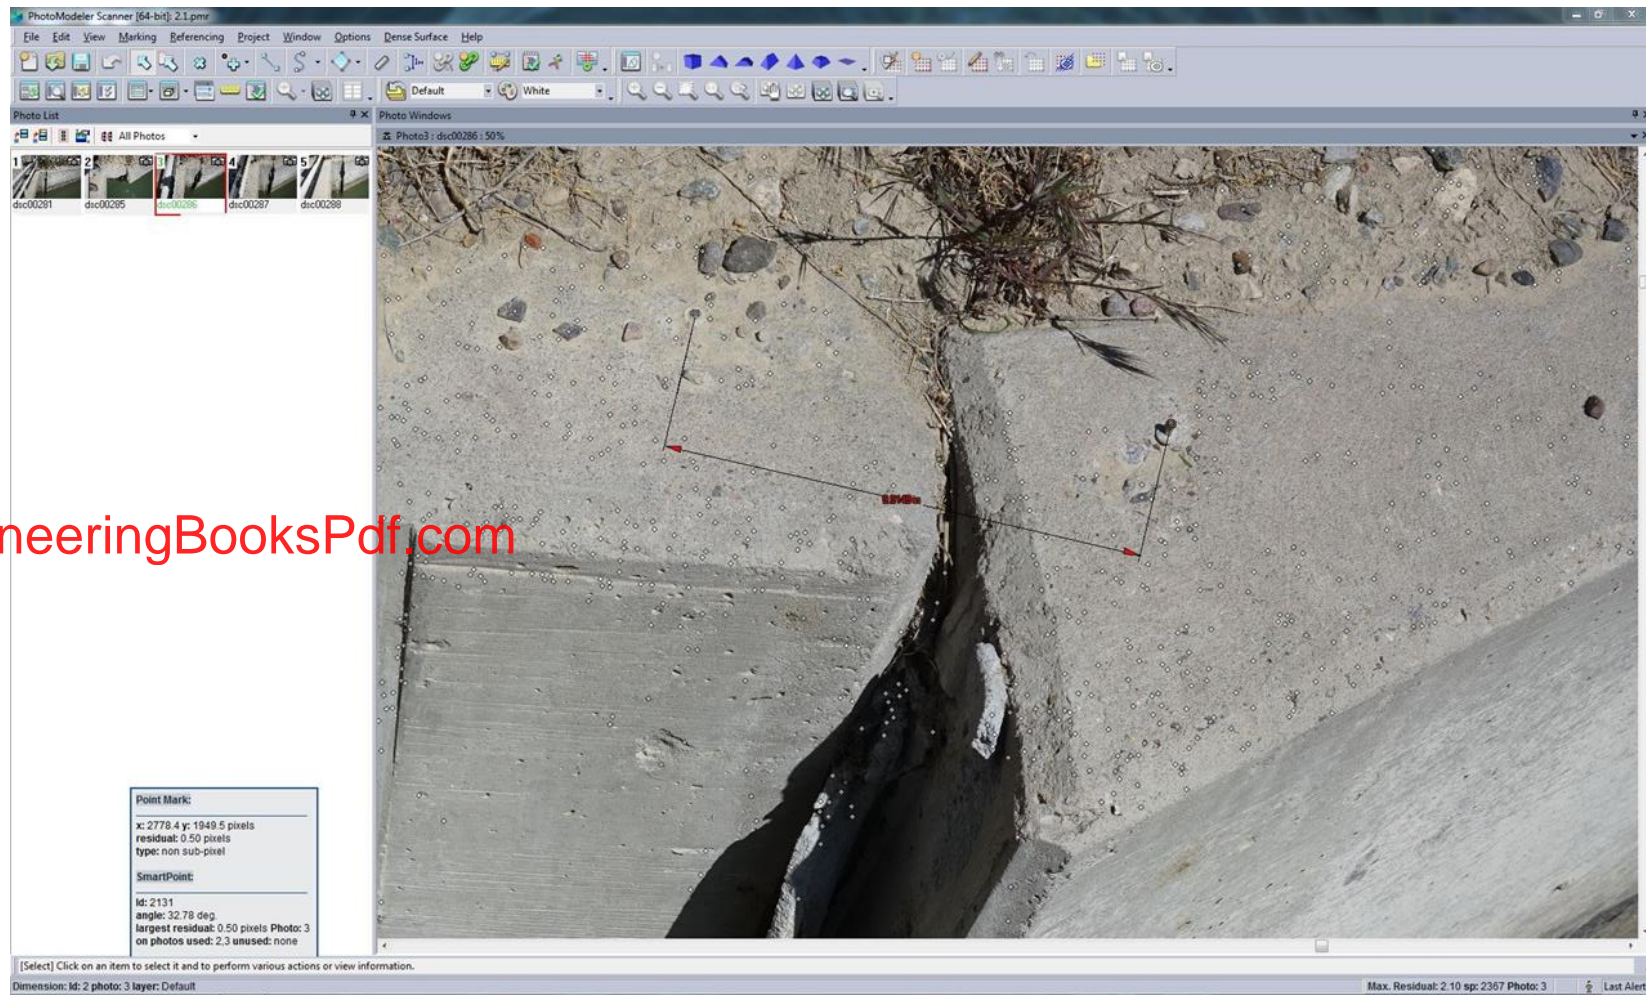 PhotoModeler Scanner [64-bit]: 2.1.pmr
File Edit View Marking Referencing Project Window Options Dense Surface Help
Default White
Photo List
Photo Windows
All Photos
Photo3 : dsc00286 : 50%
1 2 3 4 5
dsc00281 dsc00285 dsc00286 dsc00287 dsc00288
neeringBooksPdf.com
Point Mark:
x: 2778.4 y: 1949.5 pixels
residual: 0.50 pixels
type: non sub-pixel
SmartPoint:
Id: 2131
angle: 32.78 deg.
largest residual: 0.50 pixels Photo: 3
on photos used: 2,3 unused: none
[Select] Click on an item to select it and to perform various actions or view information.
Dimension: Id: 2 photo: 3 layer: Default
Max. Residual: 2.10 sp: 2367 Photo: 3
Last Alert